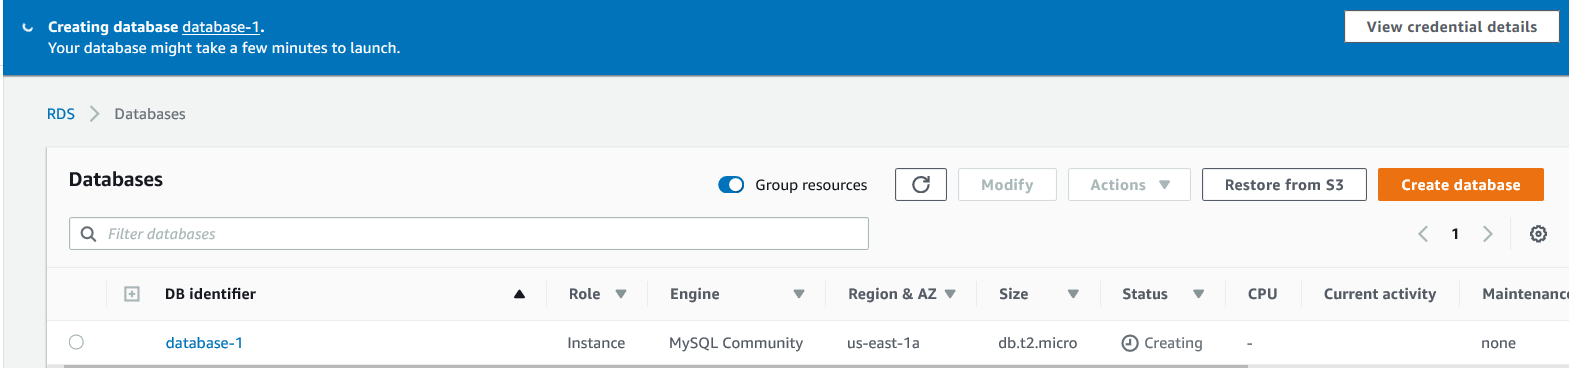 Creating database database-1.
Your database might take a few minutes to launch.
View credential details
RDS > Databases
Databases
Group resources
Modify
Actions
Restore from S3
Create database
Filter databases
1
DB identifier Role Engine Region & AZ Size Status CPU Current activity Maintenance
database-1 Instance MySQL Community us-east-1a db.t2.micro Creating - none